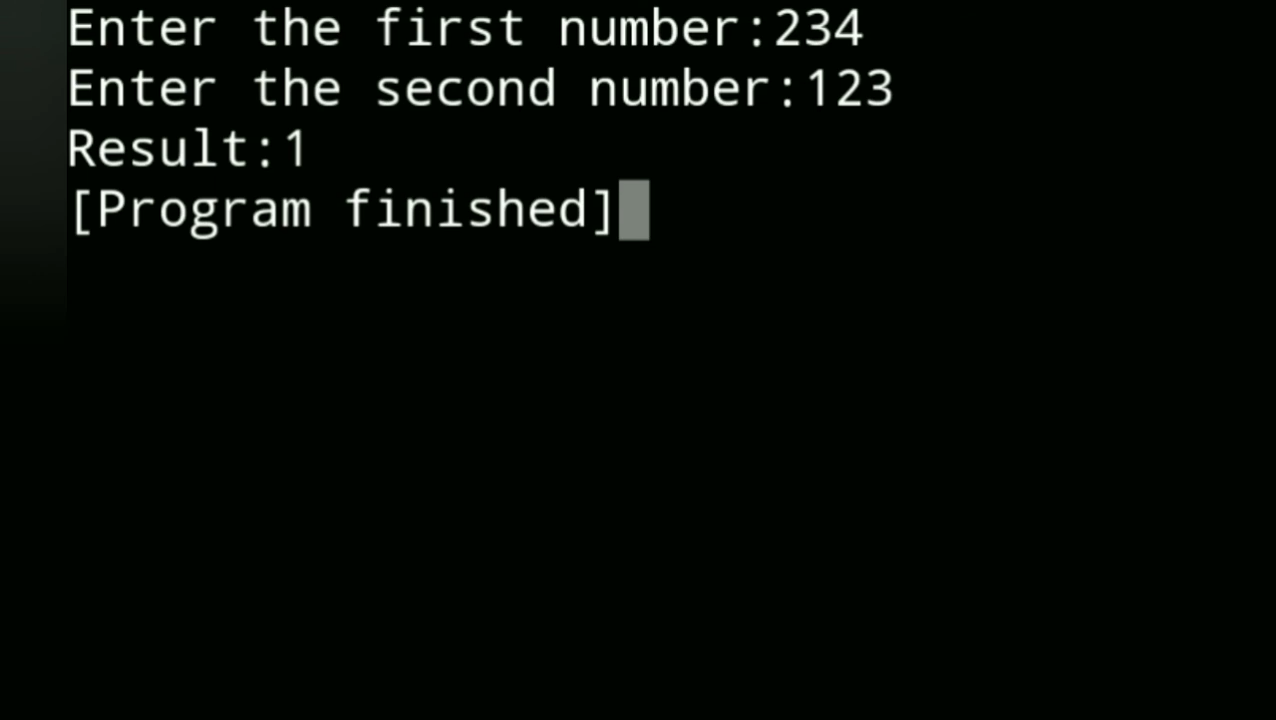 Enter the first number:234
Enter the second number:123
Result:1
[Program finished]